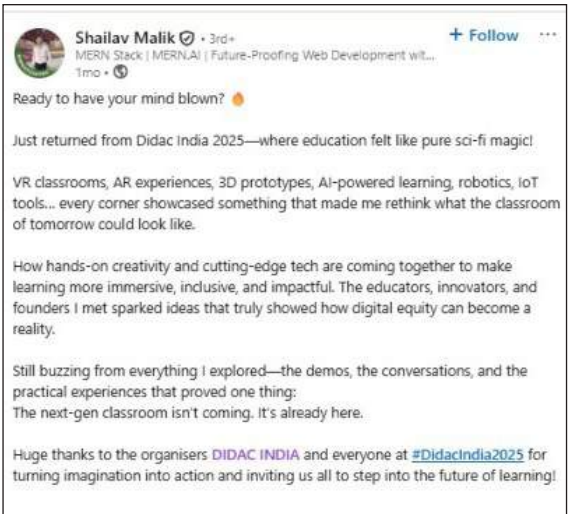 Shailav Malik • 3rd+
+ Follow ...
MERN Stack | MERN.AI | Future-Proofing Web Development wit...
1mo •
Ready to have your mind blown? 🔥
Just returned from Didac India 2025—where education felt like pure sci-fi magic!
VR classrooms, AR experiences, 3D prototypes, AI-powered learning, robotics, IoT
tools... every corner showcased something that made me rethink what the classroom
of tomorrow could look like.
How hands-on creativity and cutting-edge tech are coming together to make
learning more immersive, inclusive, and impactful. The educators, innovators, and
founders I met sparked ideas that truly showed how digital equity can become a
reality.
Still buzzing from everything I explored—the demos, the conversations, and the
practical experiences that proved one thing:
The next-gen classroom isn't coming. It's already here.
Huge thanks to the organisers DIDAC INDIA and everyone at #DidacIndia2025 for
turning imagination into action and inviting us all to step into the future of learning!